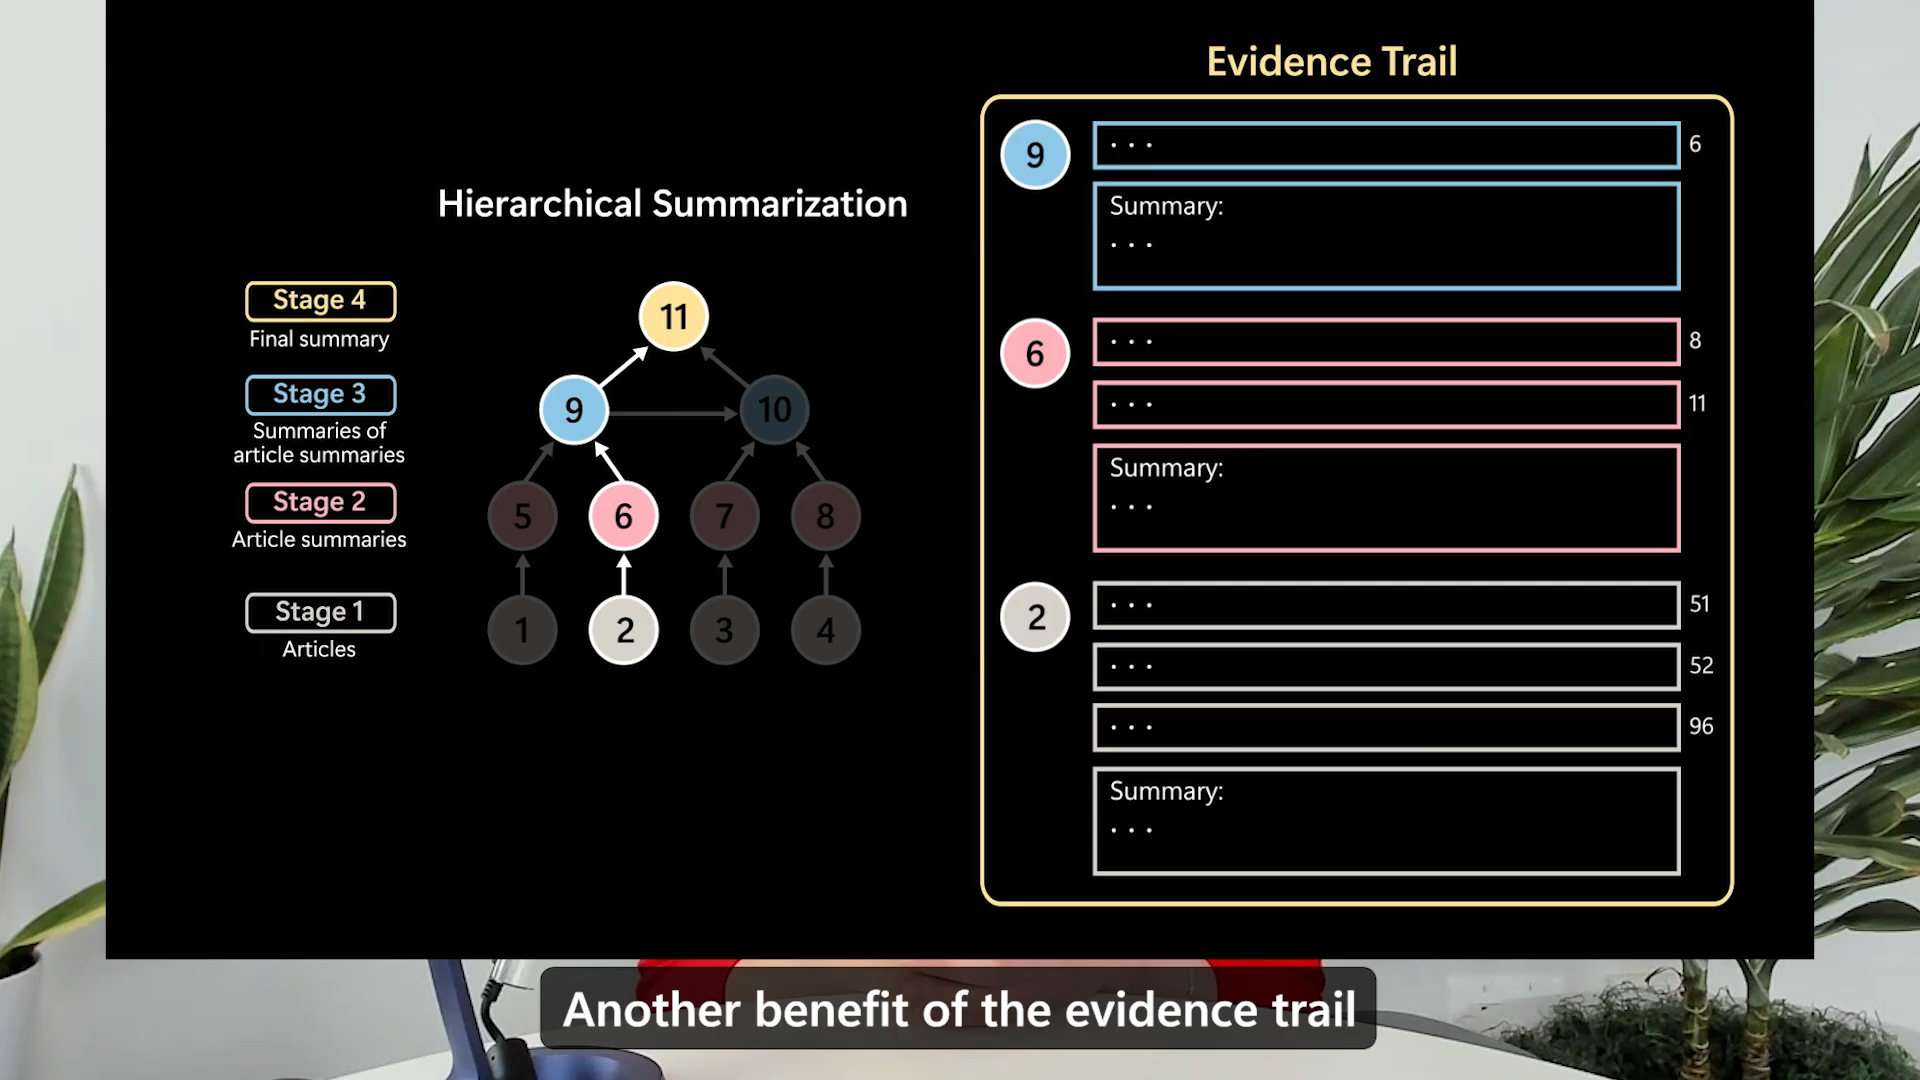 Hierarchical Summarization
Stage 4
Final summary
Stage 3
Summaries of
article summaries
Stage 2
Article summaries
Stage 1
Articles
11
9
10
5
6
7
8
1
2
3
4
Evidence Trail
9
. . .
6
Summary:
. . .
6
. . .
8
. . .
11
Summary:
. . .
2
. . .
51
. . .
52
. . .
96
Summary:
. . .
Another benefit of the evidence trail